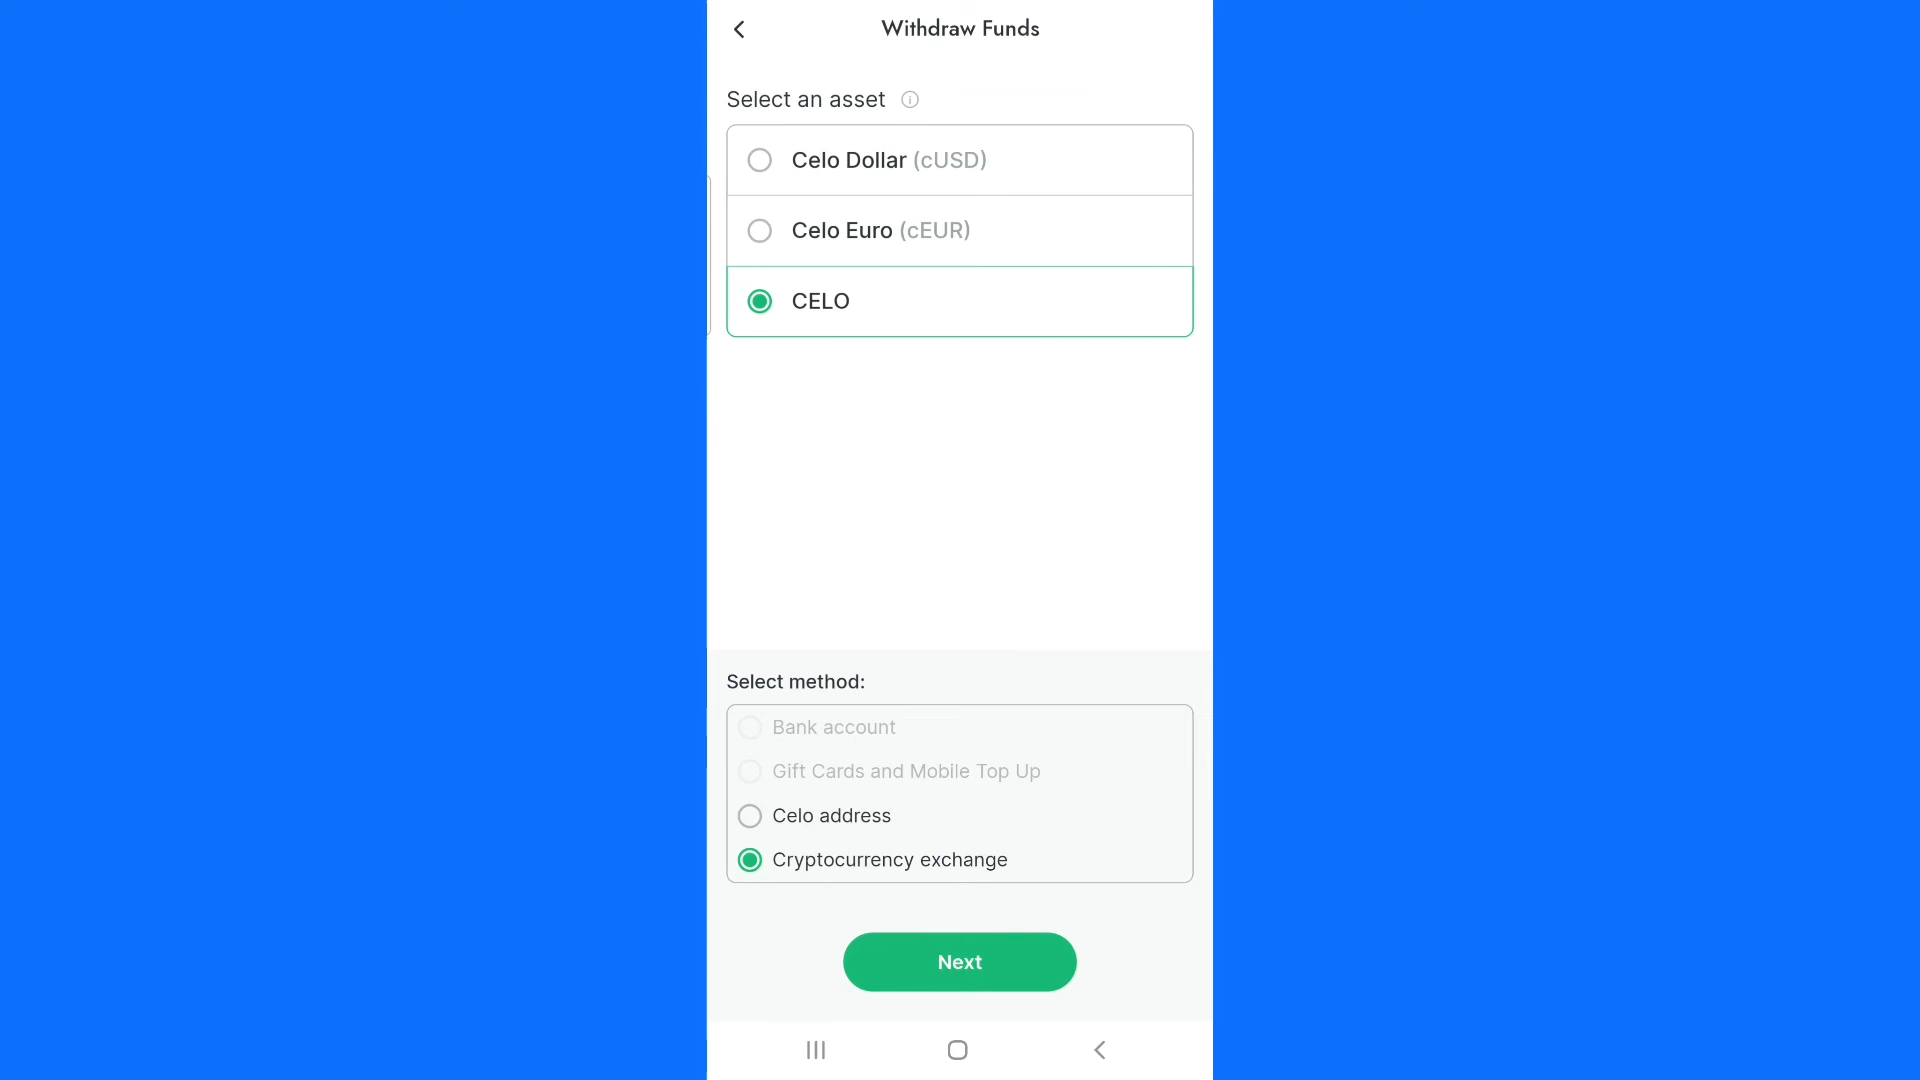 Withdraw Funds
Select an asset
Celo Dollar (cUSD)
Celo Euro (cEUR)
CELO
Select method:
Bank account
Gift Cards and Mobile Top Up
Celo address
Cryptocurrency exchange
Next